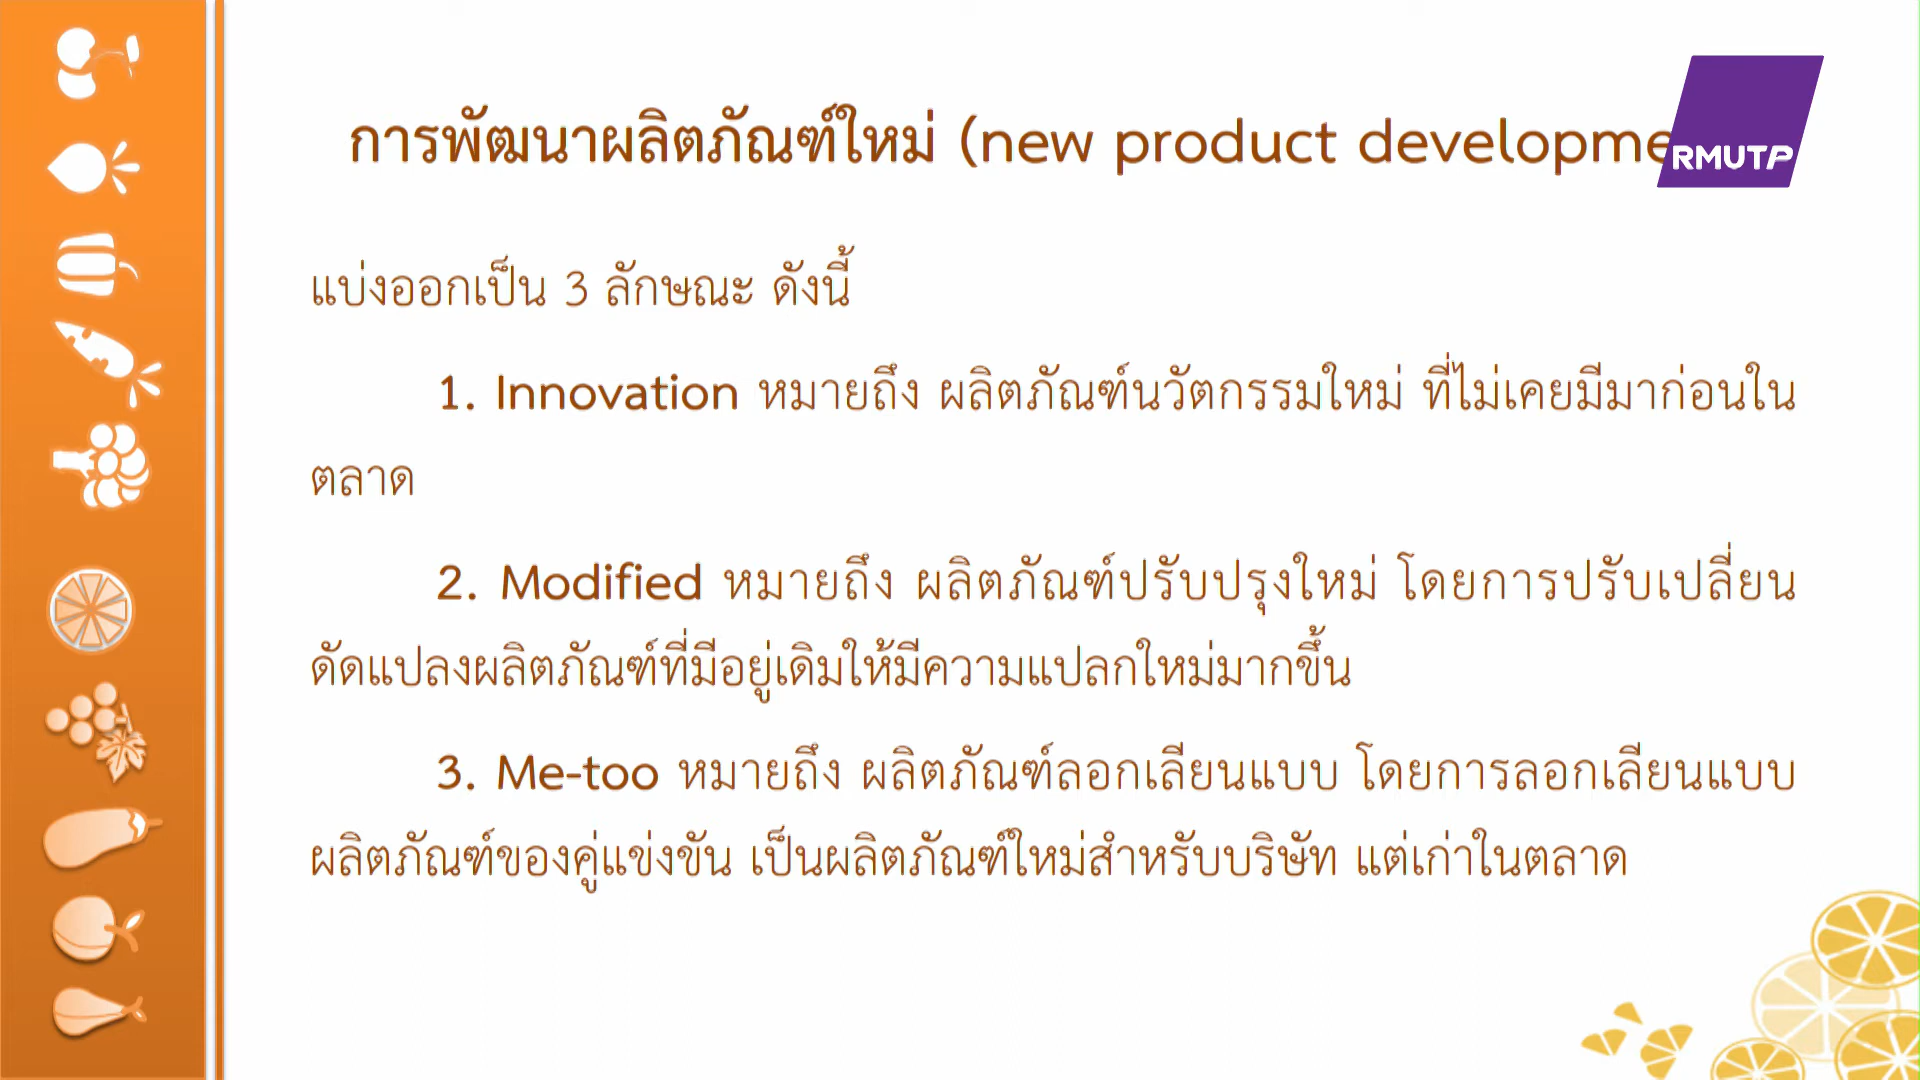 การพัฒนาผลิตภัณฑ์ใหม่ (new product
RMUTP
แบ่งออกเป็น 3 ลักษณะ ดังนี้
1. Innovation หมายถึง ผลิตภัณฑ์นวัตกรรมใหม่ ที่ไม่เคยมีมาก่อนใน
ตลาด
2. Modified หมายถึง ผลิตภัณฑ์ปรับปรุงใหม่ โดยการปรับเปลี่ยน
ดัดแปลงผลิตภัณฑ์ที่มีอยู่เดิมให้มีความแปลกใหม่มากขึ้น
3. Me-too หมายถึง ผลิตภัณฑ์ลอกเลียนแบบ โดยการลอกเลียนแบบ
ผลิตภัณฑ์ของคู่แข่งขัน เป็นผลิตภัณฑ์ใหม่สำหรับบริษัท แต่เก่าในตลาด